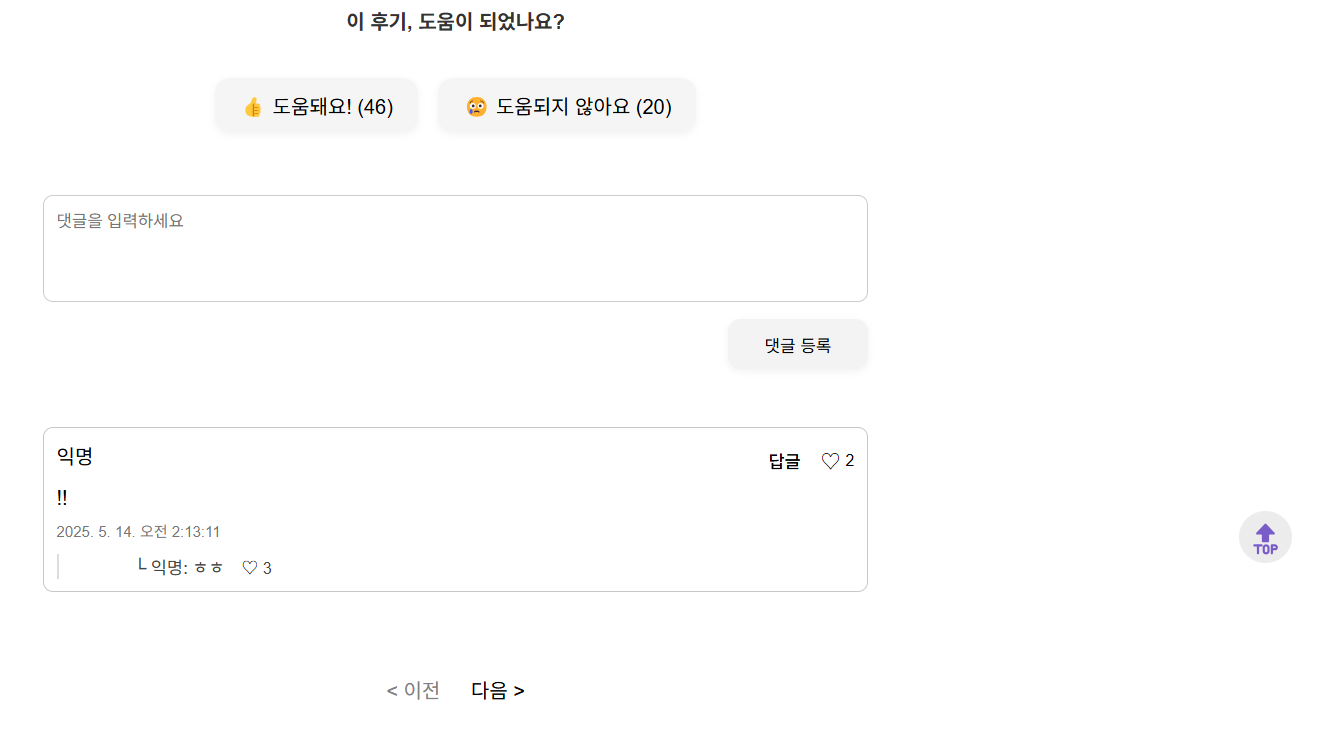 이 후기, 도움이 되었나요?
👍 도움돼요! (46) 😢 도움되지 않아요 (20)
댓글을 입력하세요
댓글 등록
익명 답글 ♡ 2
!!
2025. 5. 14. 오전 2:13:11
└ 익명: ㅎㅎ ♡ 3
TOP
< 이전 다음 >